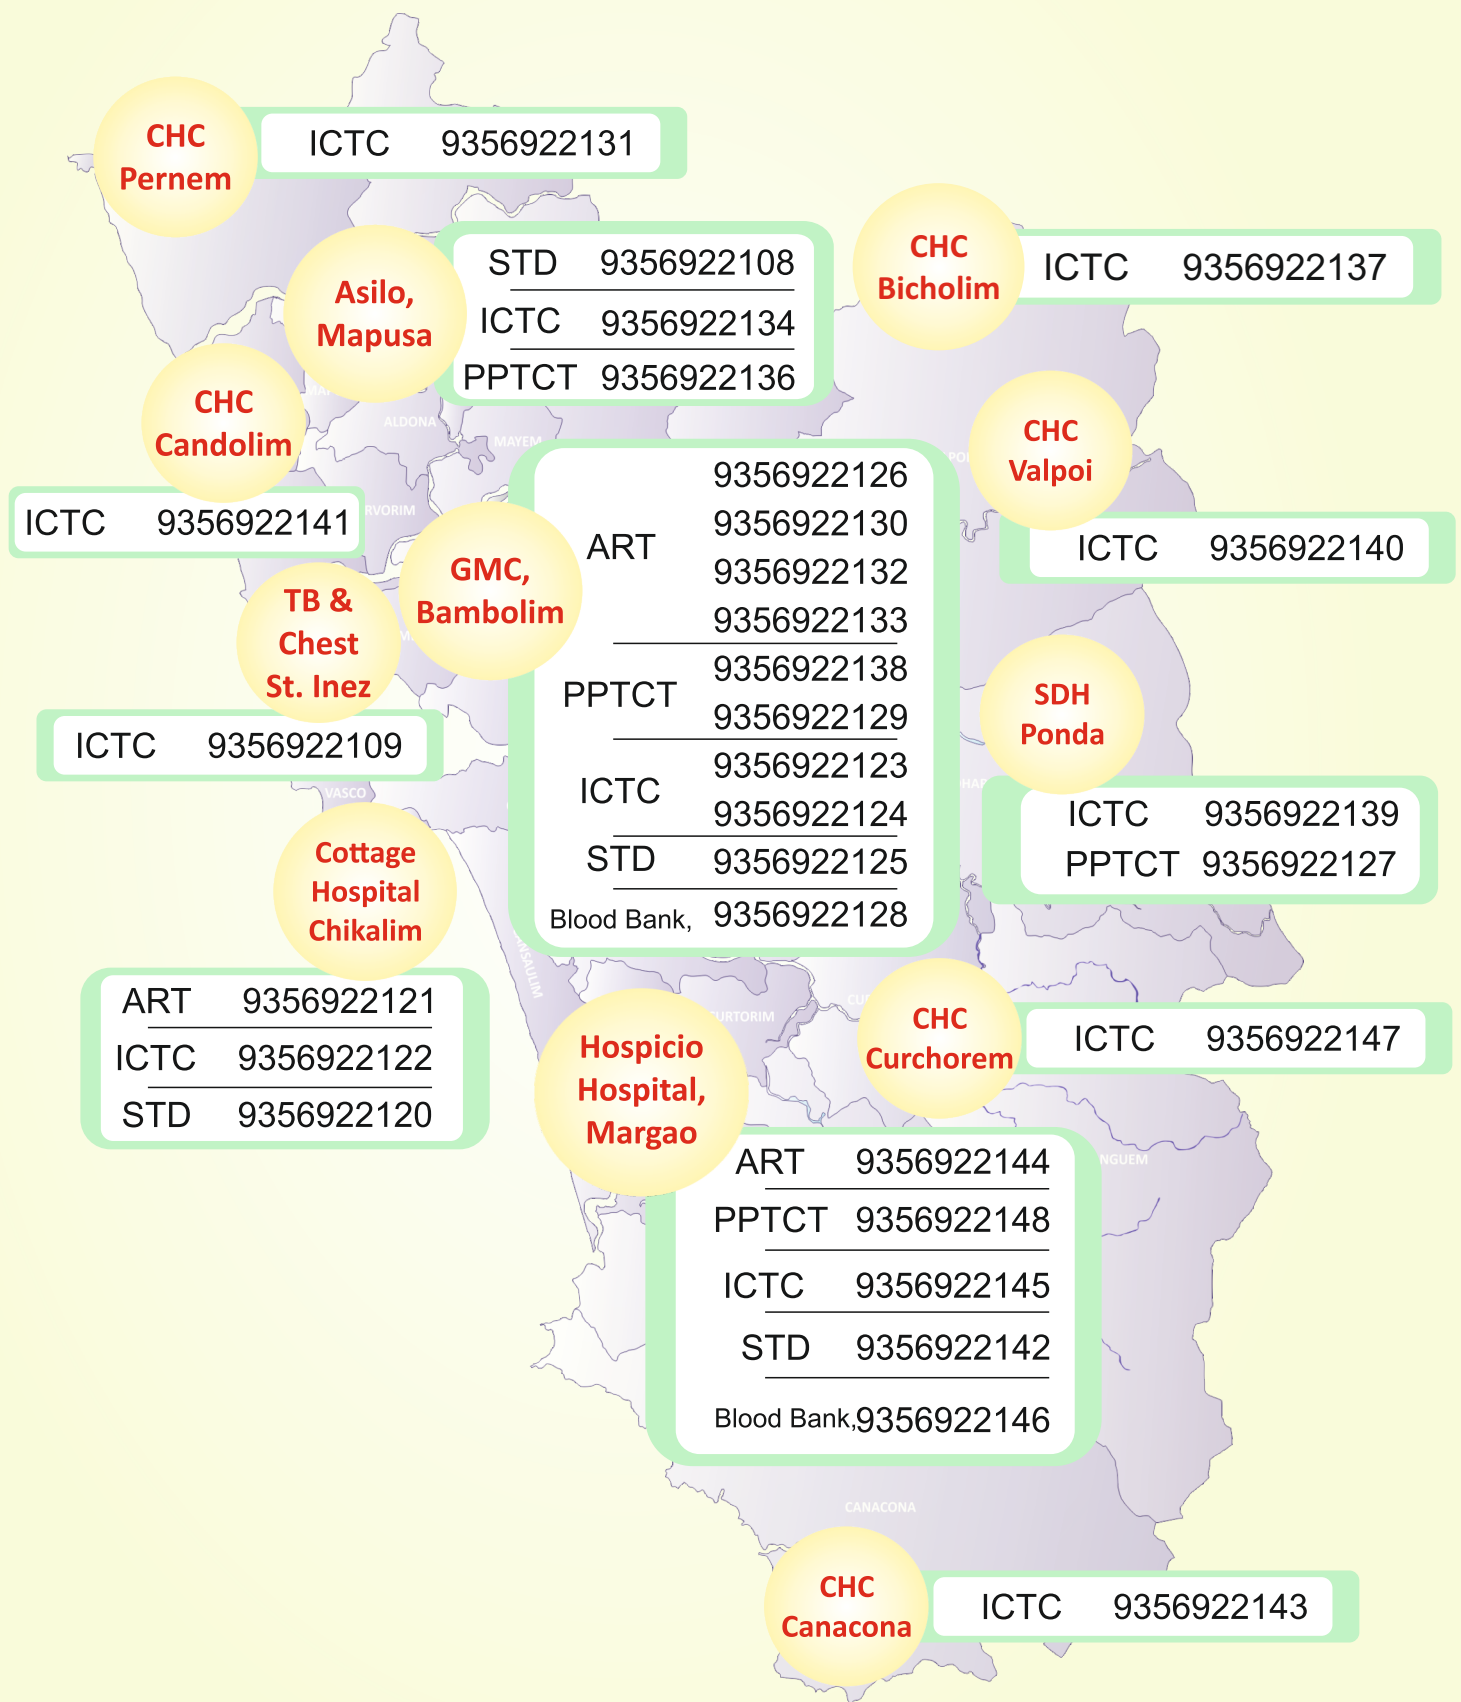 CHC
Pernem
ICTC 9356922131
Asilo,
Mapusa
STD 9356922108
ICTC 9356922134
PPTCT 9356922136
CHC
Bicholim
ICTC 9356922137
CHC
Candolim
ICTC 9356922141
ALDONA
MAYEM
CHC
Valpoi
ICTC 9356922140
GMC,
Bambolim
ART
9356922126
9356922130
9356922132
9356922133
PPTCT
9356922138
9356922129
ICTC
9356922123
9356922124
STD 9356922125
Blood Bank, 9356922128
TB &
Chest
St. Inez
ICTC 9356922109
SDH
Ponda
ICTC 9356922139
PPTCT 9356922127
VASCO
Cottage
Hospital
Chikalim
ART 9356922121
ICTC 9356922122
STD 9356922120
CHC
Curchorem
ICTC 9356922147
Hospicio
Hospital,
Margao
ART 9356922144
PPTCT 9356922148
ICTC 9356922145
STD 9356922142
Blood Bank, 9356922146
CANACONA
CHC
Canacona
ICTC 9356922143